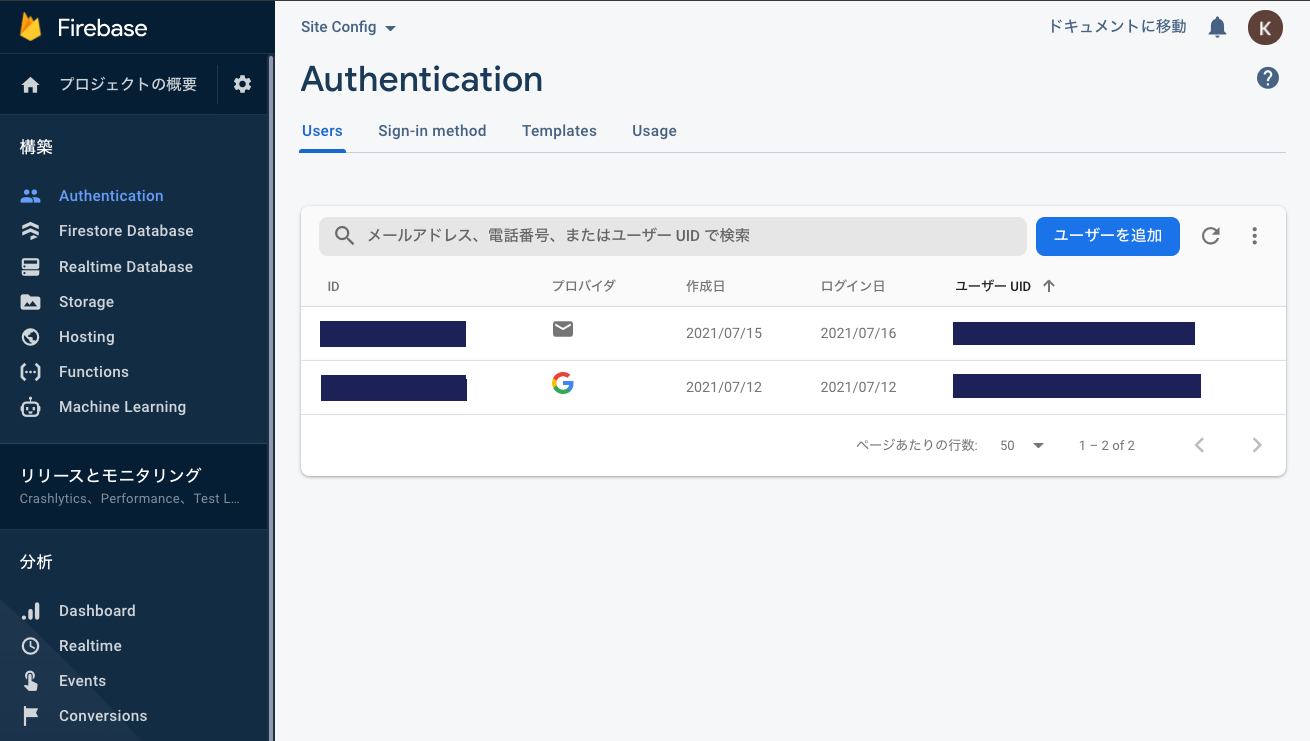 Firebase
プロジェクトの概要
構築
Authentication
Firestore Database
Realtime Database
Storage
Hosting
Functions
Machine Learning
リリースとモニタリング
Crashlytics、Performance、Test L...
分析
Dashboard
Realtime
Events
Conversions
Site Config
ドキュメントに移動
K
Authentication
?
Users Sign-in method Templates Usage
メールアドレス、電話番号、またはユーザー UID で検索
ユーザーを追加
ID プロバイダ 作成日 ログイン日 ユーザー UID
2021/07/15 2021/07/16
2021/07/12 2021/07/12
ページあたりの行数: 50 1 – 2 of 2